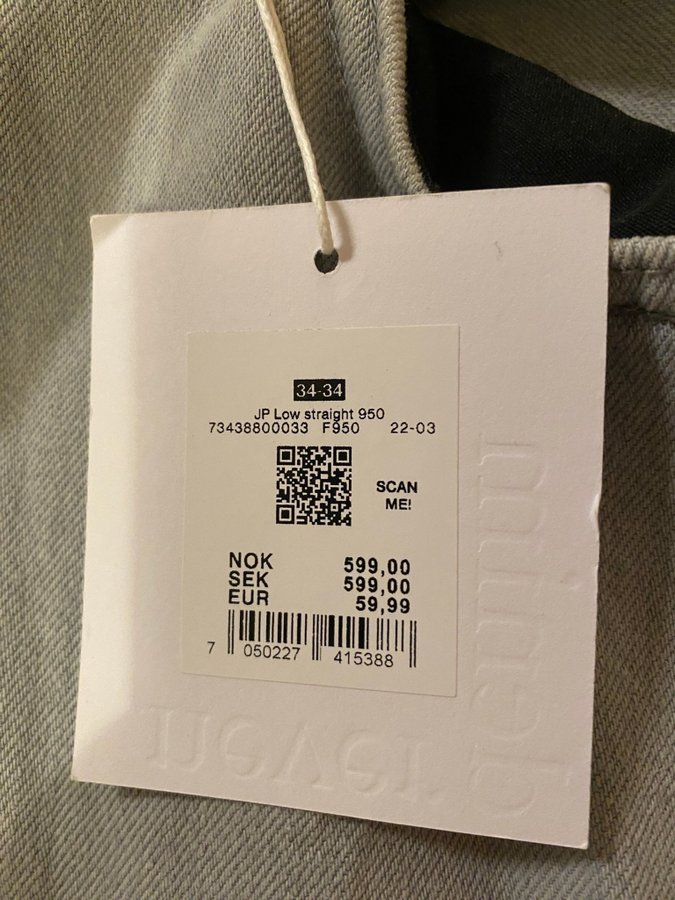 34-34
JP Low straight 950
73438800033 F950 22-03
SCAN
ME!
NOK 599,00
SEK 599,00
EUR 59,99
7 050227 415388
never